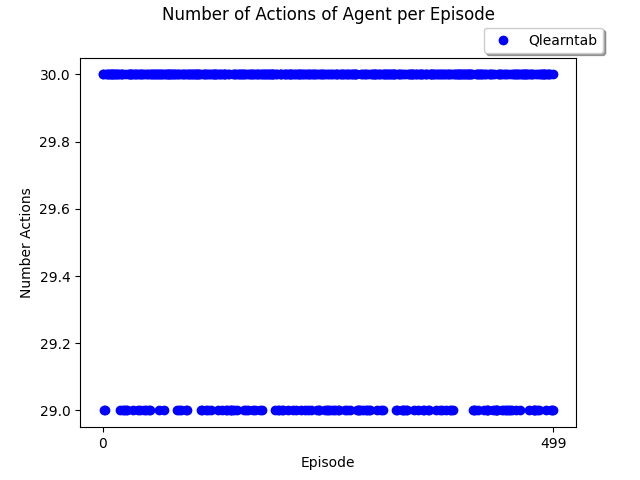 Number of Actions of Agent per Episode
Qlearntab
30.0
29.8
29.6
29.4
29.2
29.0
Number Actions
0
499
Episode